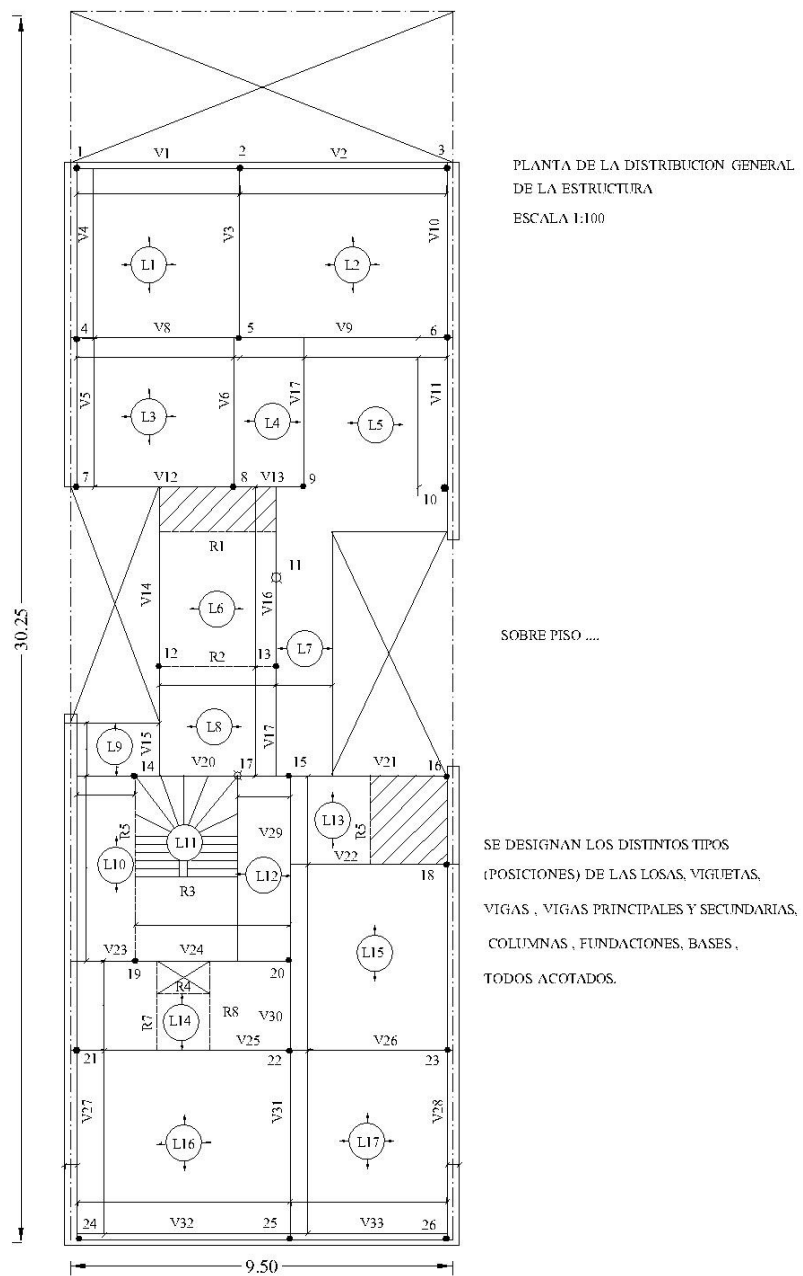 1 V1 2 V2 3
PLANTA DE LA DISTRIBUCION GENERAL
DE LA ESTRUCTURA
ESCALA 1:100
V4 V3 V10
L1 L2
4 V8 5 V9 6
V5 V6 V17 V11
L3 L4 L5
7 V12 8 V13 9
10
R1
11
V14 L6 V16
30.25
SOBRE PISO ....
L7
12 R2 13
L8
L9 V15 V17
14 V20 17 15 V21 16
R5 V29 L13 R5
L11
V22
SE DESIGNAN LOS DISTINTOS TIPOS
(POSICIONES) DE LAS LOSAS, VIGUETAS,
VIGAS , VIGAS PRINCIPALES Y SECUNDARIAS,
COLUMNAS , FUNDACIONES, BASES ,
TODOS ACOTADOS.
L10 L12 18
R3
V23 V24 L15
19 20
R4
R7 L14 R8 V30
V25 V26
21 22 23
V27 V31 V28
L16 L17
24 V32 25 V33 26
9.50